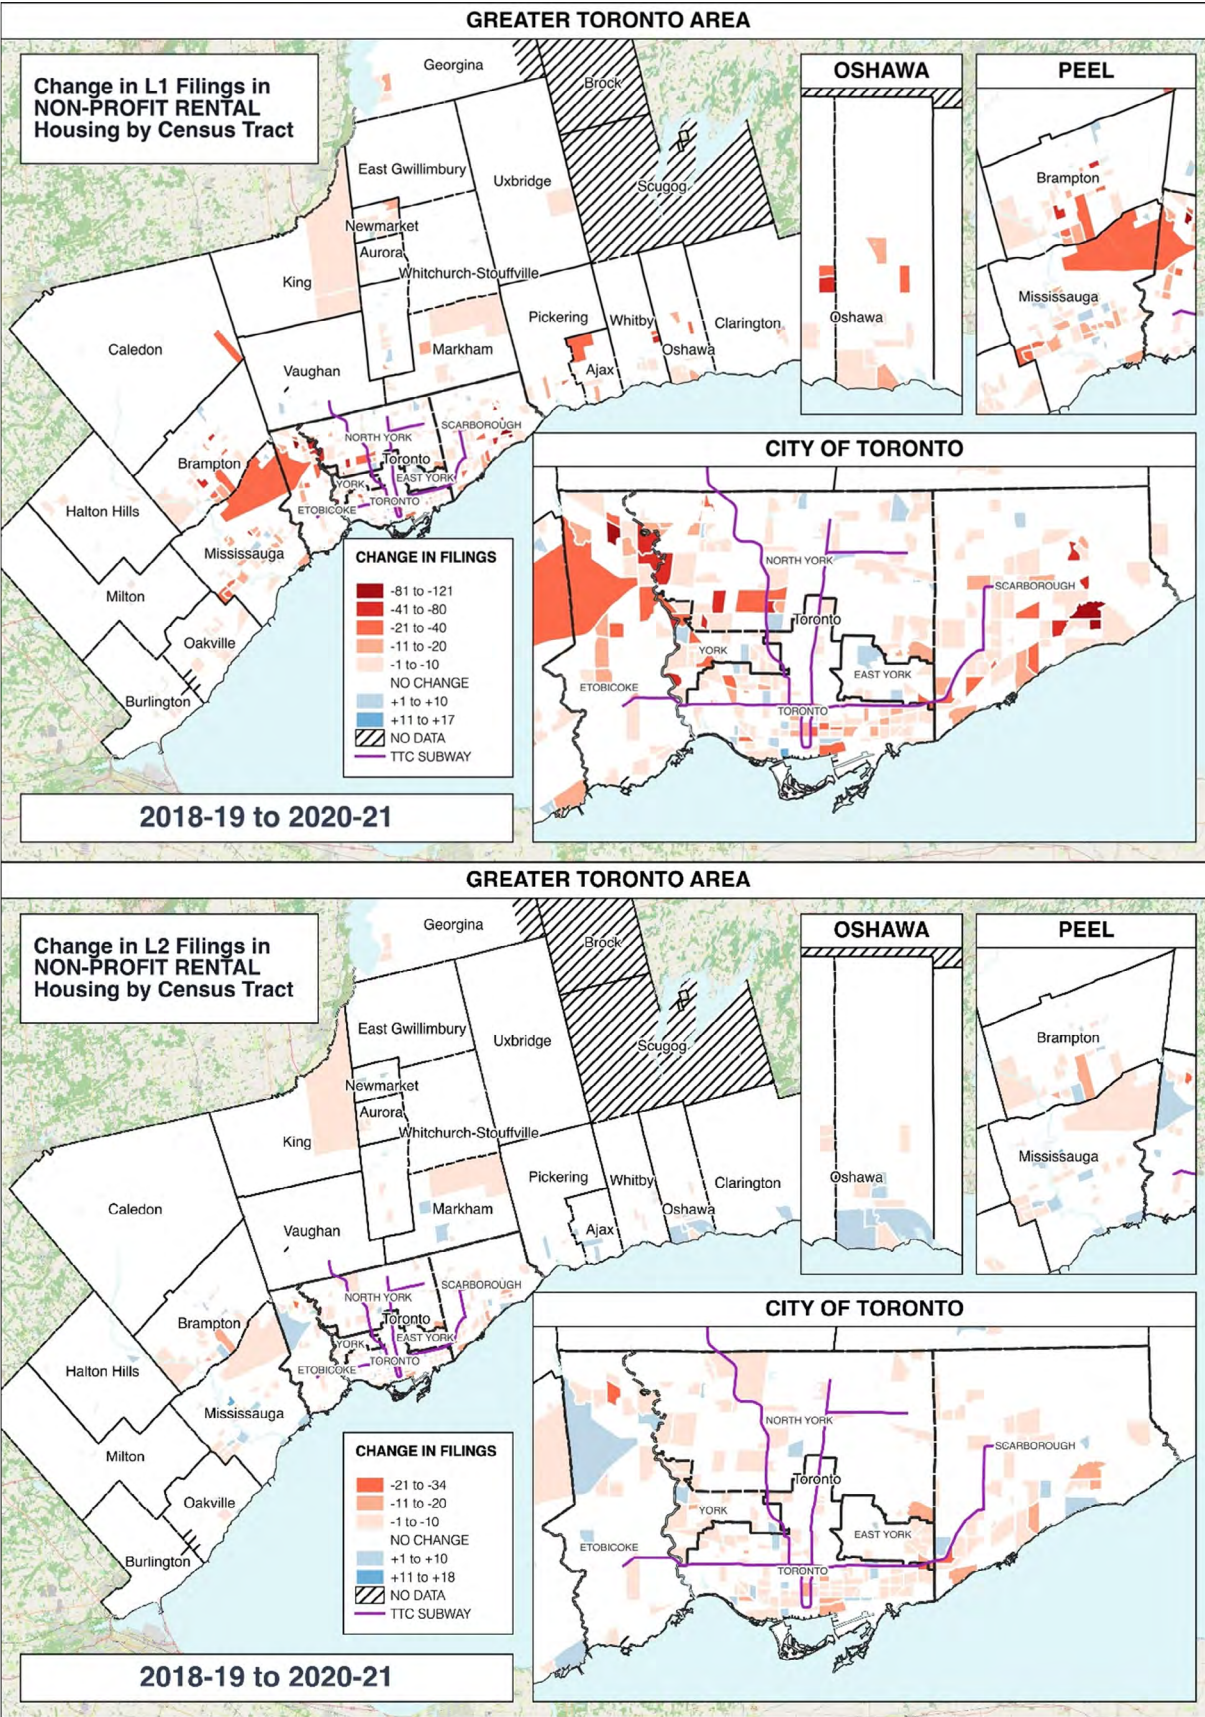 GREATER TORONTO AREA
Change in L1 Filings in
NON-PROFIT RENTAL
Housing by Census Tract
Georgina
Brock
East Gwillimbury
Uxbridge
Scugog
Newmarket
Aurora
King
Whitchurch-Stouffville
Pickering
Whitby
Clarington
Caledon
Markham
Oshawa
Ajax
Vaughan
NORTH YORK
SCARBOROUGH
Brampton
Toronto
YORK
EAST YORK
TORONTO
ETOBICOKE
Halton Hills
Mississauga
Milton
Oakville
Burlington
CHANGE IN FILINGS
-81 to -121
-41 to -80
-21 to -40
-11 to -20
-1 to -10
NO CHANGE
+1 to +10
+11 to +17
NO DATA
TTC SUBWAY
2018-19 to 2020-21
OSHAWA
Oshawa
PEEL
Brampton
Mississauga
CITY OF TORONTO
NORTH YORK
SCARBOROUGH
Toronto
YORK
EAST YORK
ETOBICOKE
TORONTO
GREATER TORONTO AREA
Change in L2 Filings in
NON-PROFIT RENTAL
Housing by Census Tract
Georgina
Brock
East Gwillimbury
Uxbridge
Scugog
Newmarket
Aurora
King
Whitchurch-Stouffville
Pickering
Whitby
Clarington
Caledon
Markham
Oshawa
Ajax
Vaughan
NORTH YORK
SCARBOROUGH
Brampton
Toronto
YORK
EAST YORK
TORONTO
ETOBICOKE
Halton Hills
Mississauga
Milton
Oakville
Burlington
CHANGE IN FILINGS
-21 to -34
-11 to -20
-1 to -10
NO CHANGE
+1 to +10
+11 to +18
NO DATA
TTC SUBWAY
2018-19 to 2020-21
OSHAWA
Oshawa
PEEL
Brampton
Mississauga
CITY OF TORONTO
NORTH YORK
SCARBOROUGH
Toronto
YORK
EAST YORK
ETOBICOKE
TORONTO